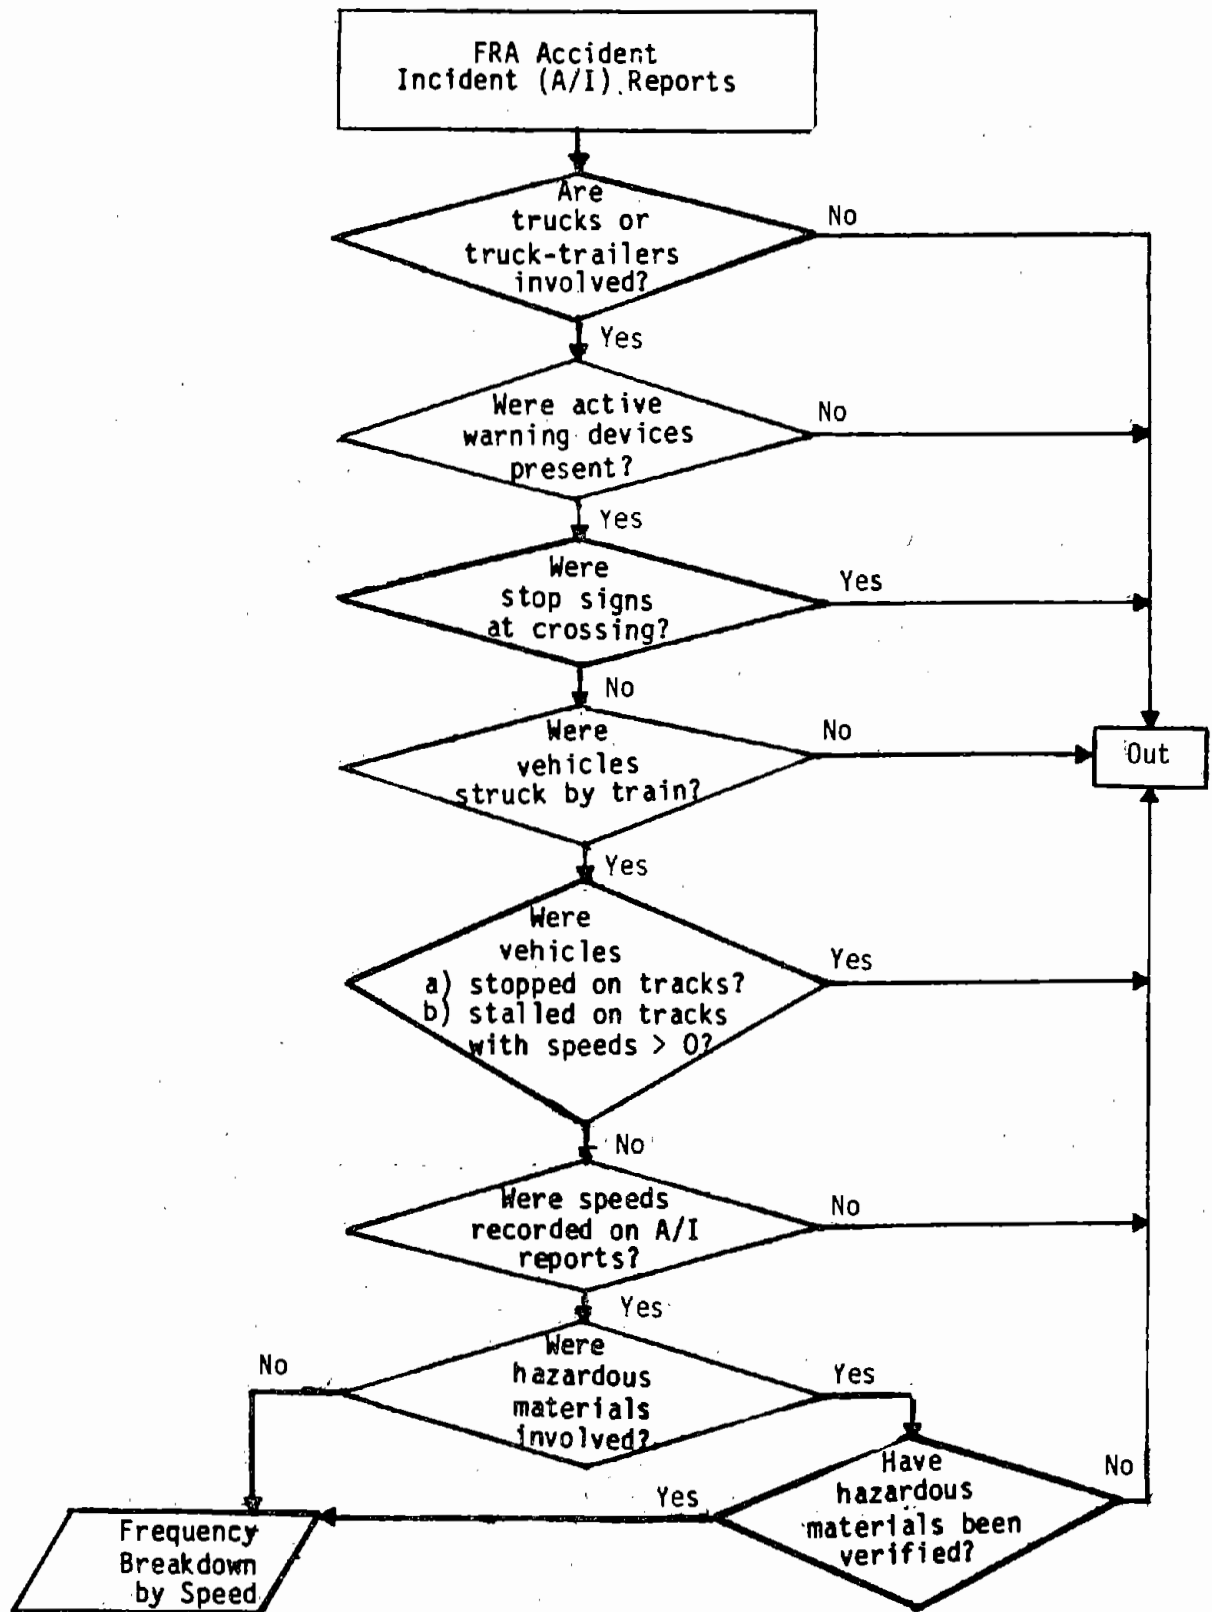 FRA Accident
Incident (A/I) Reports
Are
trucks or
truck-trailers
involved?
No
Yes
Were active
warning devices
present?
No
Yes
Were
stop signs
at crossing?
Yes
No
Were
vehicles
struck by train?
No
Out
Yes
Were
vehicles
a) stopped on tracks?
b) stalled on tracks
with speeds > 0?
Yes
No
Were speeds
recorded on A/I
reports?
No
Yes
Were
hazardous
materials
involved?
No
Yes
Have
hazardous
materials been
verified?
No
Yes
Frequency
Breakdown
by Speed